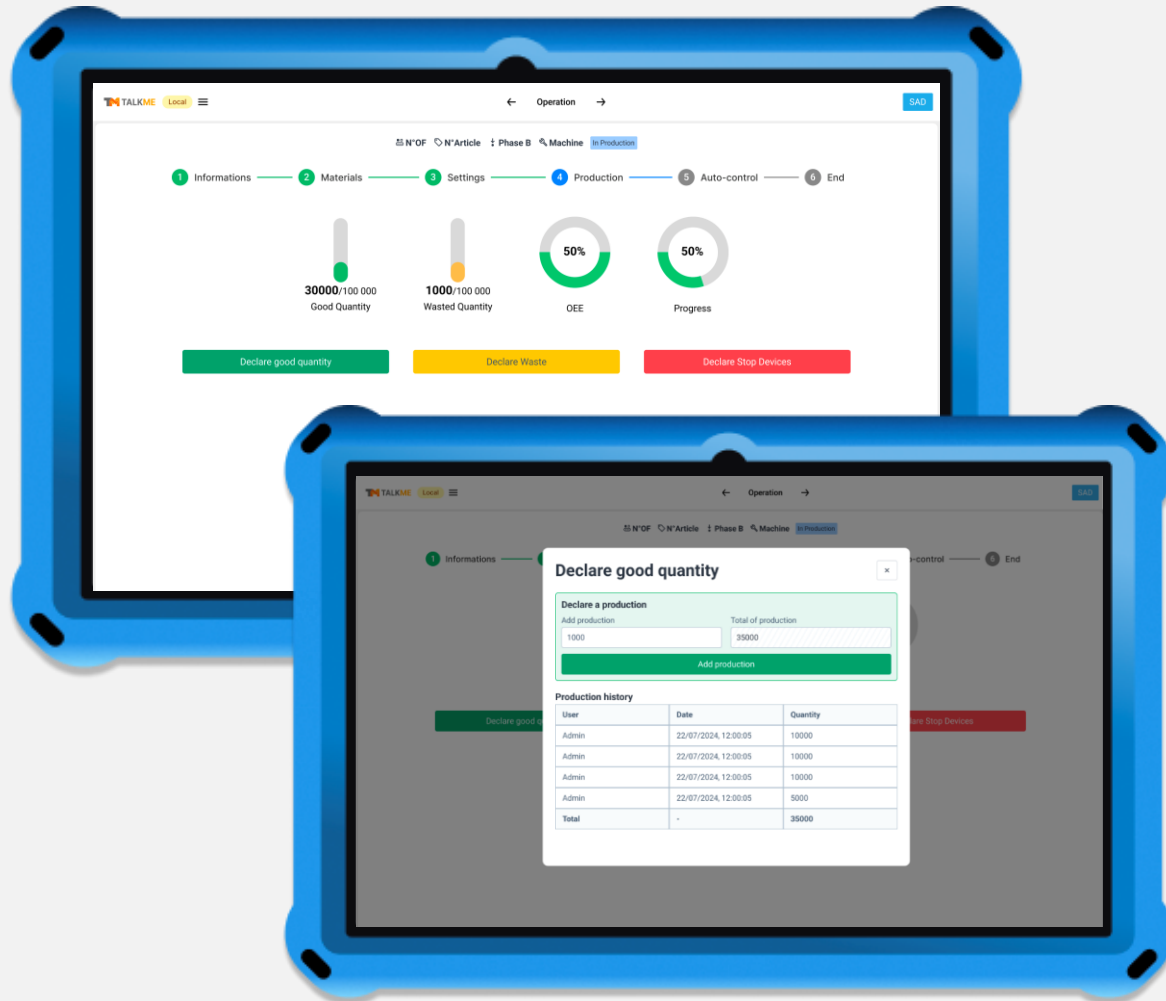 TM TALKME Local ← Operation → SAD
N°OF N°Article Phase B Machine In Production
1 Informations 2 Materials 3 Settings 4 Production 5 Auto-control 6 End
50% 50%
30000/100 000 1000/100 000
Good Quantity Wasted Quantity OEE Progress
Declare good quantity Declare Waste Declare Stop Devices
TM TALKME Local ← Operation → SAD
N°OF N°Article Phase B Machine In Production
1 Informations -control 6 End
Declare good quantity ×
Declare a production
Add production Total of production
1000 35000
Add production
Production history
User Date Quantity
Declare good q lare Stop Devices
Admin 22/07/2024, 12:00:05 10000
Admin 22/07/2024, 12:00:05 10000
Admin 22/07/2024, 12:00:05 10000
Admin 22/07/2024, 12:00:05 5000
Total - 35000